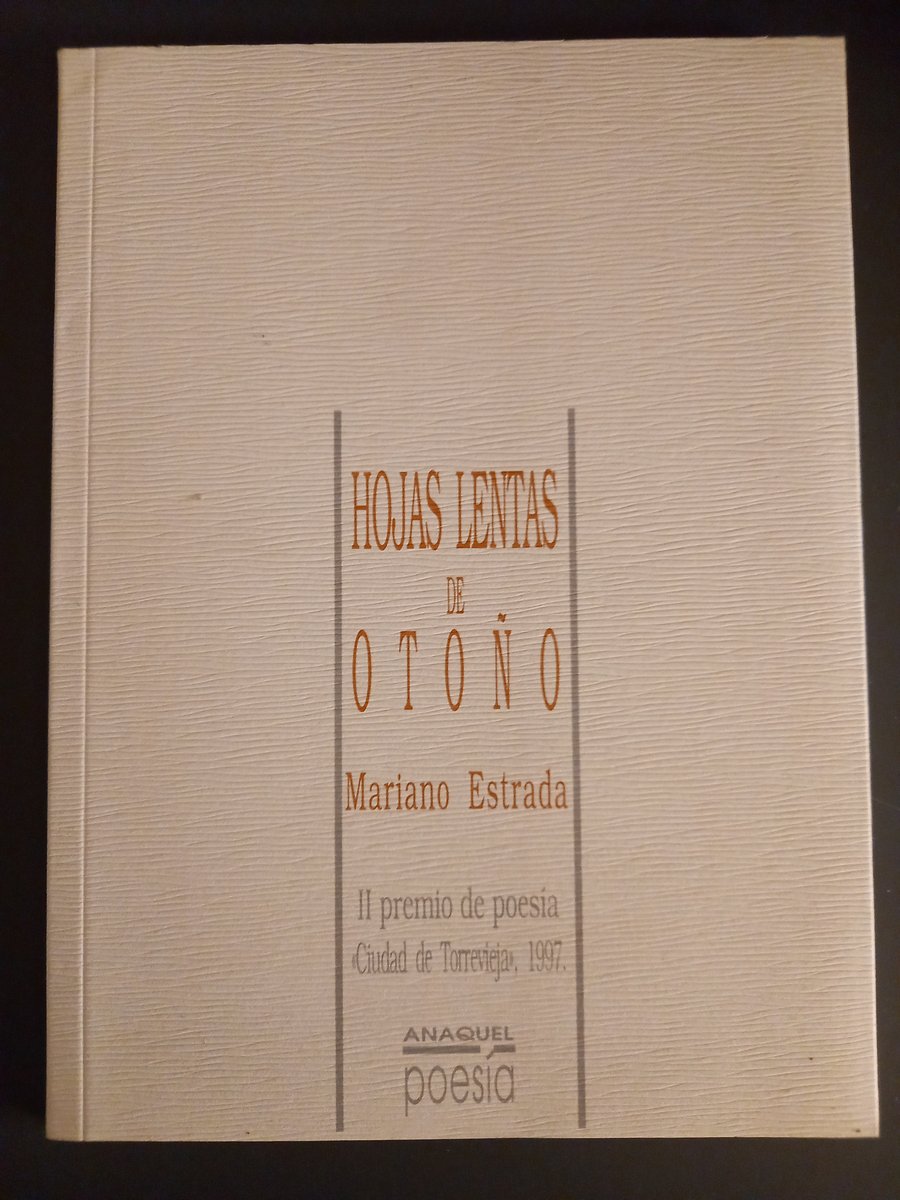 HOJAS LENTAS
DE
OTOÑO
Mariano Estrada
II premio de poesía
«Ciudad de Torrevieja», 1997.
ANAQUEL
poesía